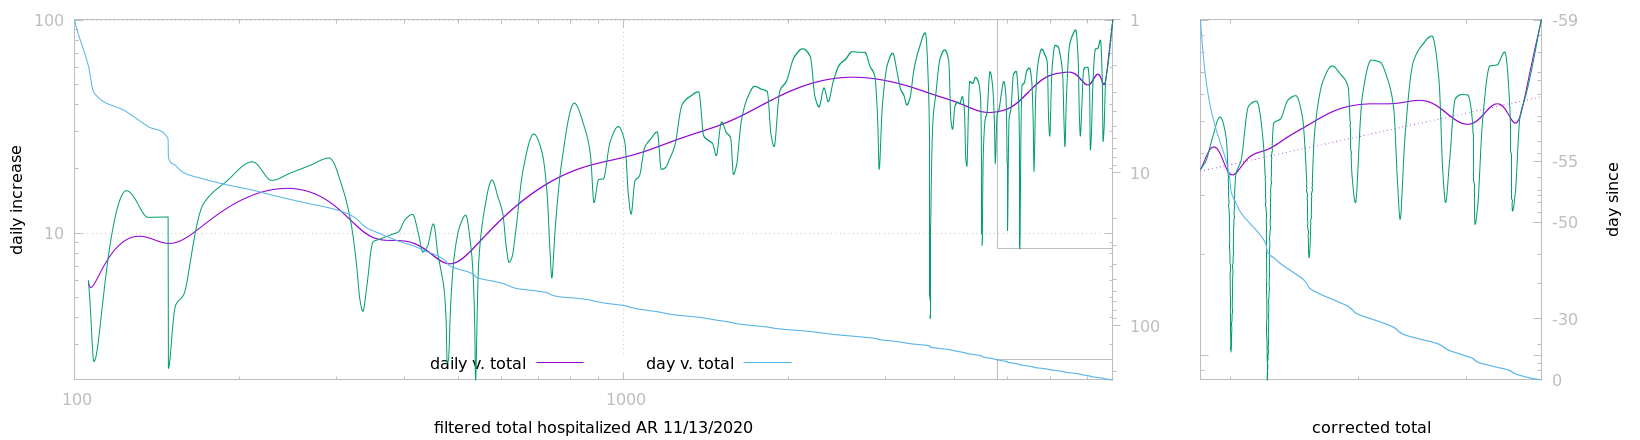 100
10
daily increase
daily v. total
day v. total
100
1000
1
10
100
filtered total hospitalized AR 11/13/2020
-59
-55
-50
-30
0
day since
corrected total